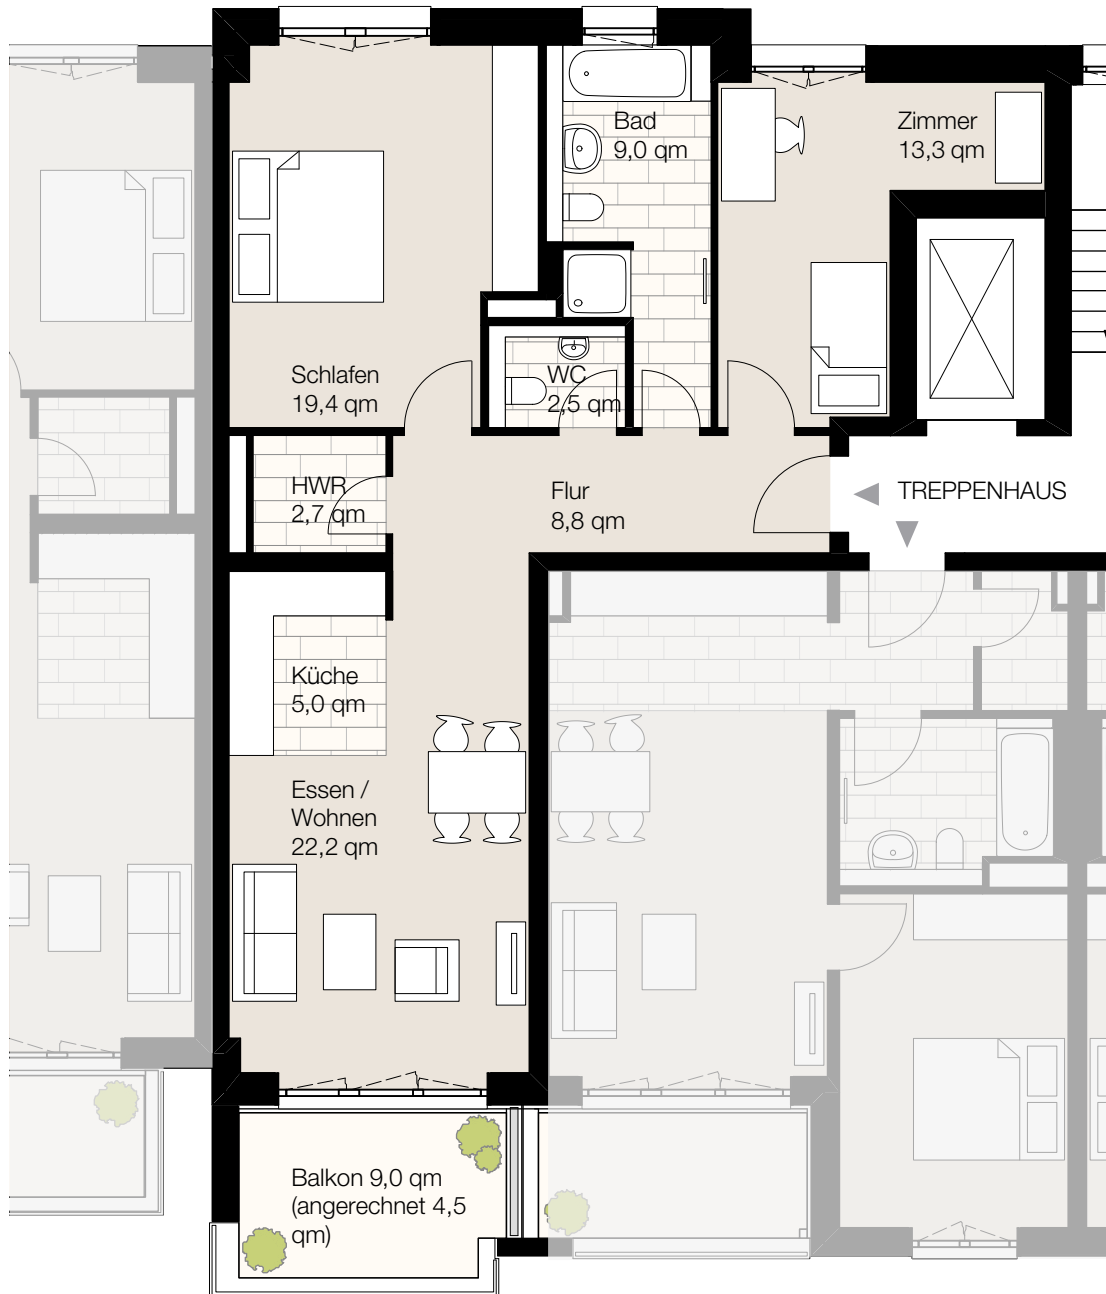 Bad
9,0 qm
Zimmer
13,3 qm
Schlafen
19,4 qm
WC
2,5 qm
HWR
2,7 qm
Flur
8,8 qm
TREPPENHAUS
Küche
5,0 qm
Essen /
Wohnen
22,2 qm
Balkon 9,0 qm
(angerechnet 4,5
qm)